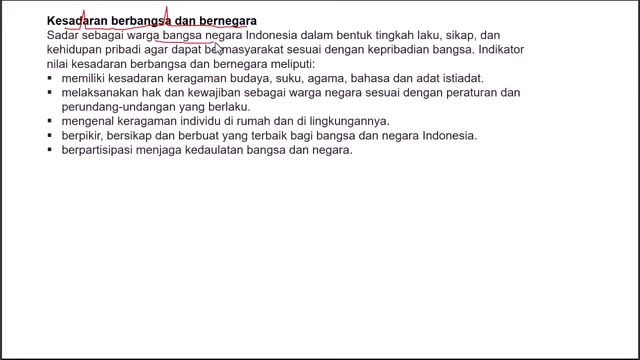 Kesadaran berbangsa dan bernegara
Sadar sebagai warga bangsa negara Indonesia dalam bentuk tingkah laku, sikap, dan
kehidupan pribadi agar dapat bermasyarakat sesuai dengan kepribadian bangsa. Indikator
nilai kesadaran berbangsa dan bernegara meliputi:
▪ memiliki kesadaran keragaman budaya, suku, agama, bahasa dan adat istiadat.
▪ melaksanakan hak dan kewajiban sebagai warga negara sesuai dengan peraturan dan
perundang-undangan yang berlaku.
▪ mengenal keragaman individu di rumah dan di lingkungannya.
▪ berpikir, bersikap dan berbuat yang terbaik bagi bangsa dan negara Indonesia.
▪ berpartisipasi menjaga kedaulatan bangsa dan negara.